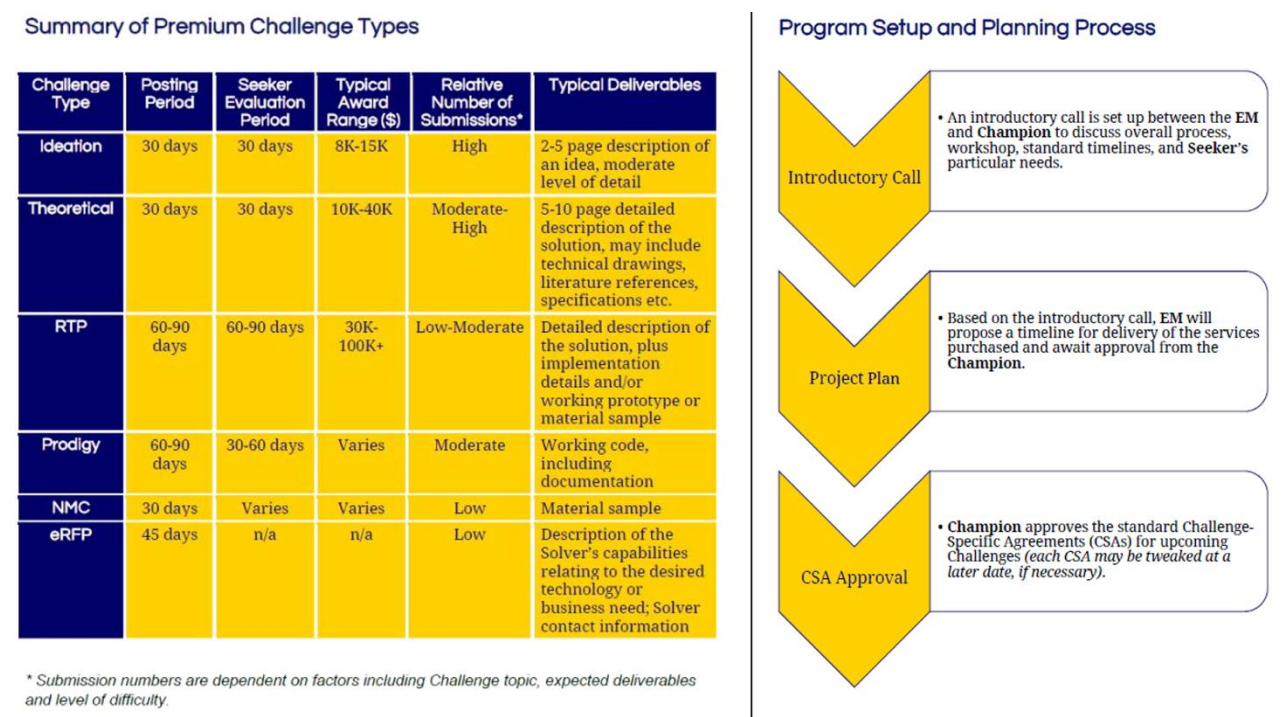 Summary of Premium Challenge Types
Challenge
Type
Posting
Period
Seeker
Evaluation
Period
Typical
Award
Range ($)
Relative
Number of
Submissions*
Typical Deliverables
Ideation
30 days
30 days
8K-15K
High
2-5 page description of
an idea, moderate
level of detail
Theoretical
30 days
30 days
10K-40K
Moderate-
High
5-10 page detailed
description of the
solution, may include
technical drawings,
literature references,
specifications etc.
RTP
60-90
days
60-90 days
30K-
100K+
Low-Moderate
Detailed description of
the solution, plus
implementation
details and/or
working prototype or
material sample
Prodigy
60-90
days
30-60 days
Varies
Moderate
Working code,
including
documentation
NMC
30 days
Varies
Varies
Low
Material sample
eRFP
45 days
n/a
n/a
Low
Description of the
Solver's capabilities
relating to the desired
technology or
business need; Solver
contact information
* Submission numbers are dependent on factors including Challenge topic, expected deliverables
and level of difficulty.
Program Setup and Planning Process
Introductory Call
• An introductory call is set up between the EM
and Champion to discuss overall process,
workshop, standard timelines, and Seeker's
particular needs.
Project Plan
• Based on the introductory call, EM will
propose a timeline for delivery of the services
purchased and await approval from the
Champion.
CSA Approval
• Champion approves the standard Challenge-
Specific Agreements (CSAs) for upcoming
Challenges (each CSA may be tweaked at a
later date, if necessary).